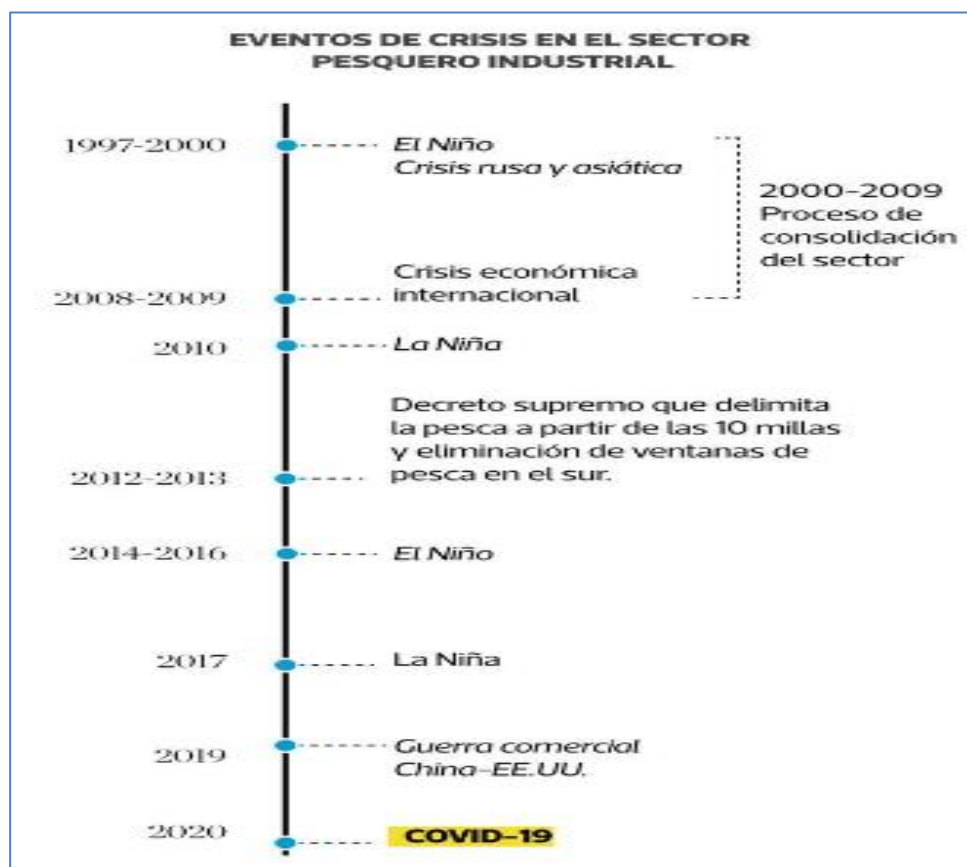 EVENTOS DE CRISIS EN EL SECTOR
PESQUERO INDUSTRIAL
1997-2000
El Niño
Crisis rusa y asiática
2000-2009
Proceso de
consolidación
del sector
2008-2009
Crisis económica
internacional
2010
La Niña
2012-2013
Decreto supremo que delimita
la pesca a partir de las 10 millas
y eliminación de ventanas de
pesca en el sur.
2014-2016
El Niño
2017
La Niña
2019
Guerra comercial
China-EE.UU.
2020
COVID-19